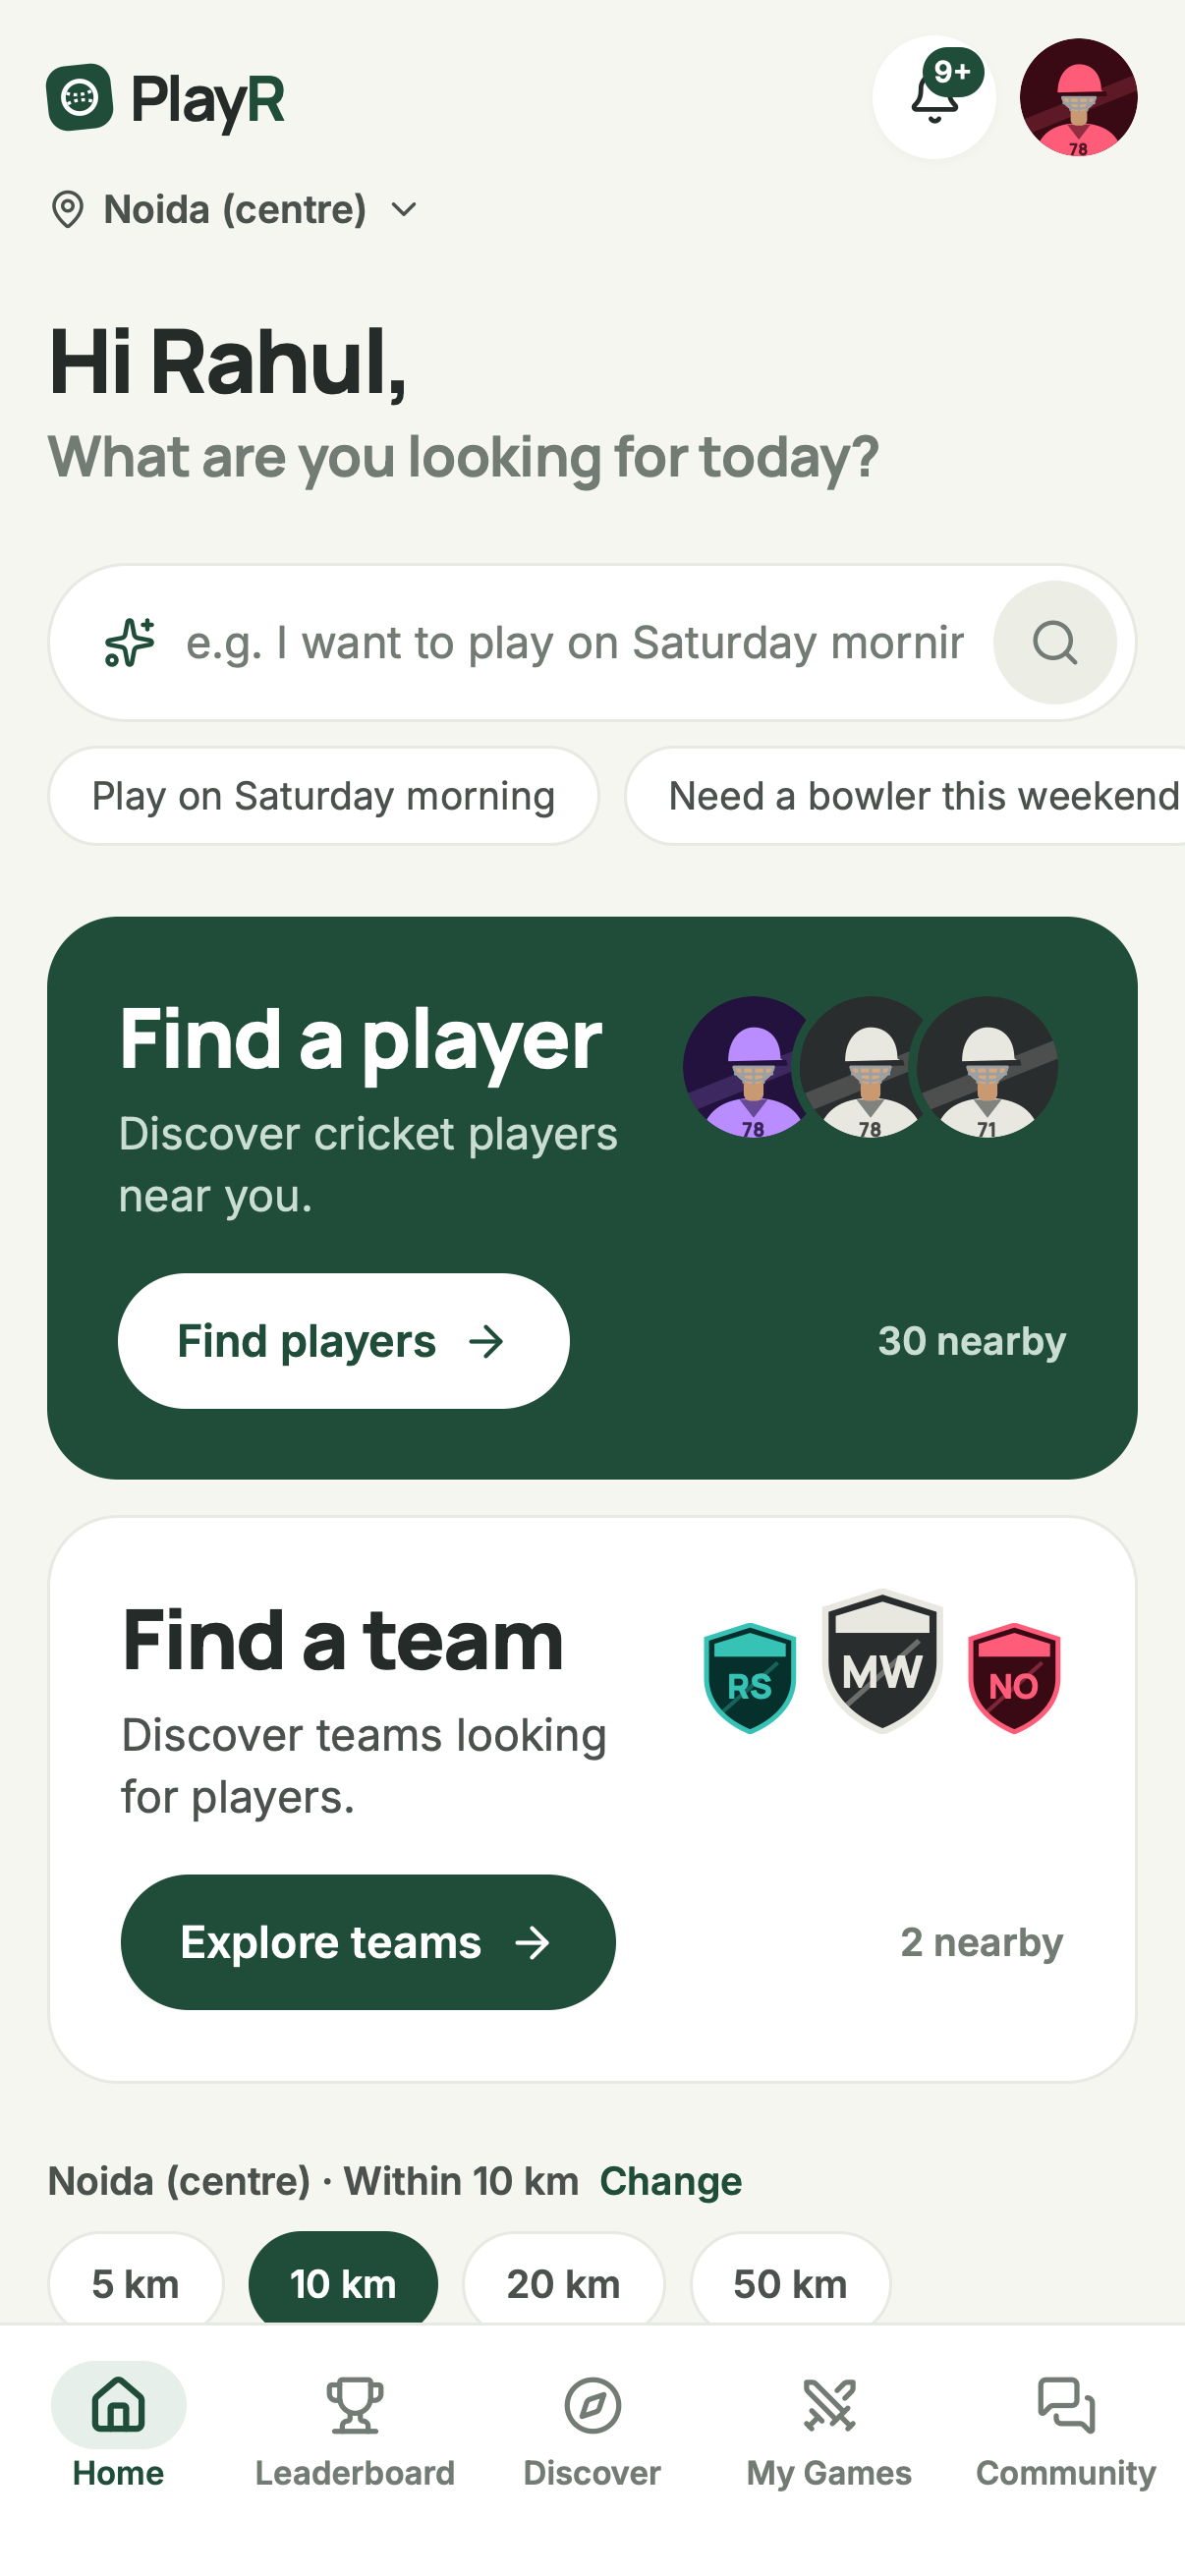 PlayR
9+
78
Noida (centre)
Hi Rahul,
What are you looking for today?
e.g. I want to play on Saturday mornir
Play on Saturday morning
Need a bowler this weekend
Find a player
78
78
71
Discover cricket players
near you.
Find players
30 nearby
Find a team
RS
MW
NO
Discover teams looking
for players.
Explore teams
2 nearby
Noida (centre) · Within 10 km Change
5 km
10 km
20 km
50 km
Home
Leaderboard
Discover
My Games
Community